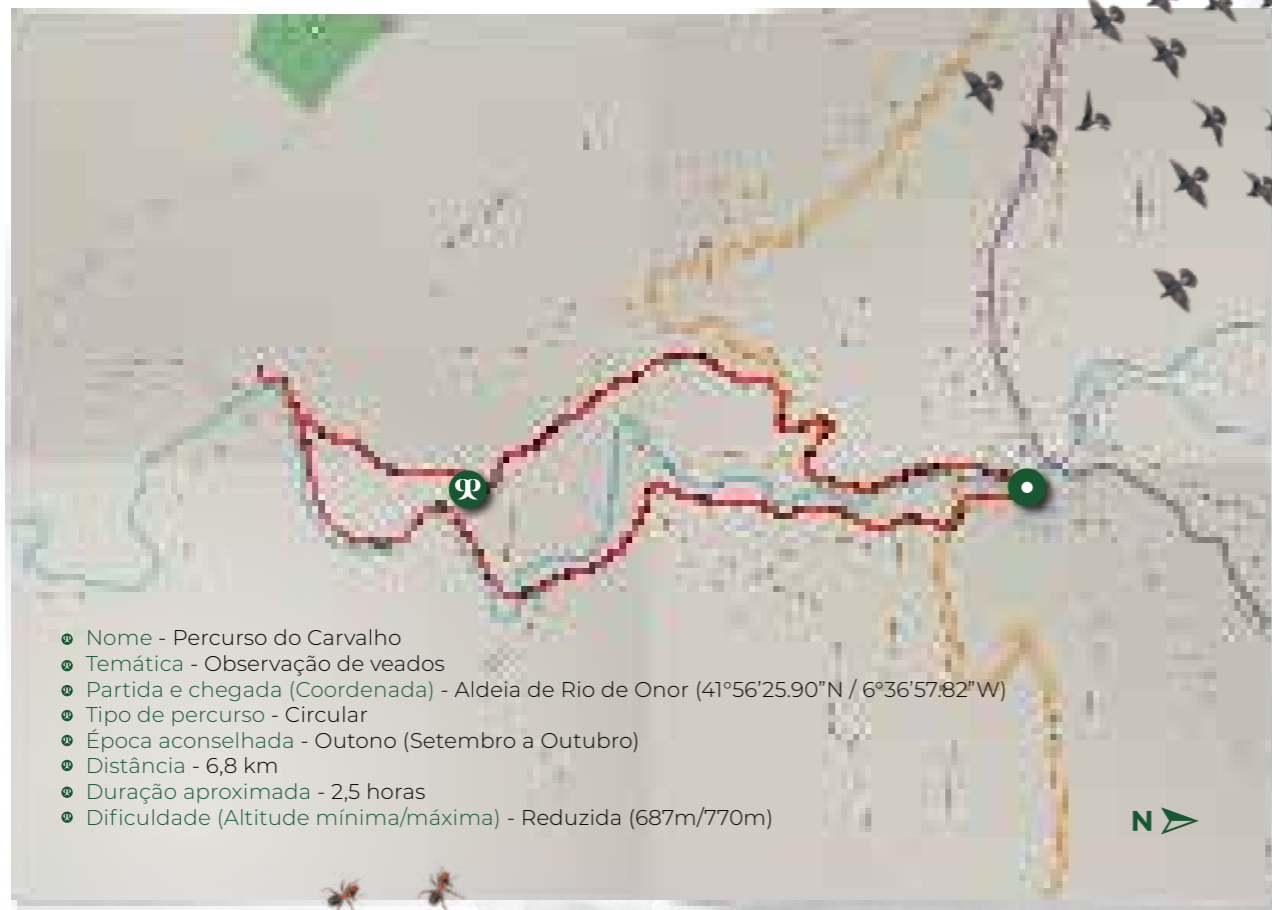 Nome - Percurso do Carvalho
Temática - Observação de veados
Partida e chegada (Coordenada) - Aldeia de Rio de Onor (41°56’25.90”N / 6°36’57.82”W)
Tipo de percurso - Circular
Época aconselhada - Outono (Setembro a Outubro)
Distância - 6,8 km
Duração aproximada - 2,5 horas
Dificuldade (Altitude mínima/máxima) - Reduzida (687m/770m)
N